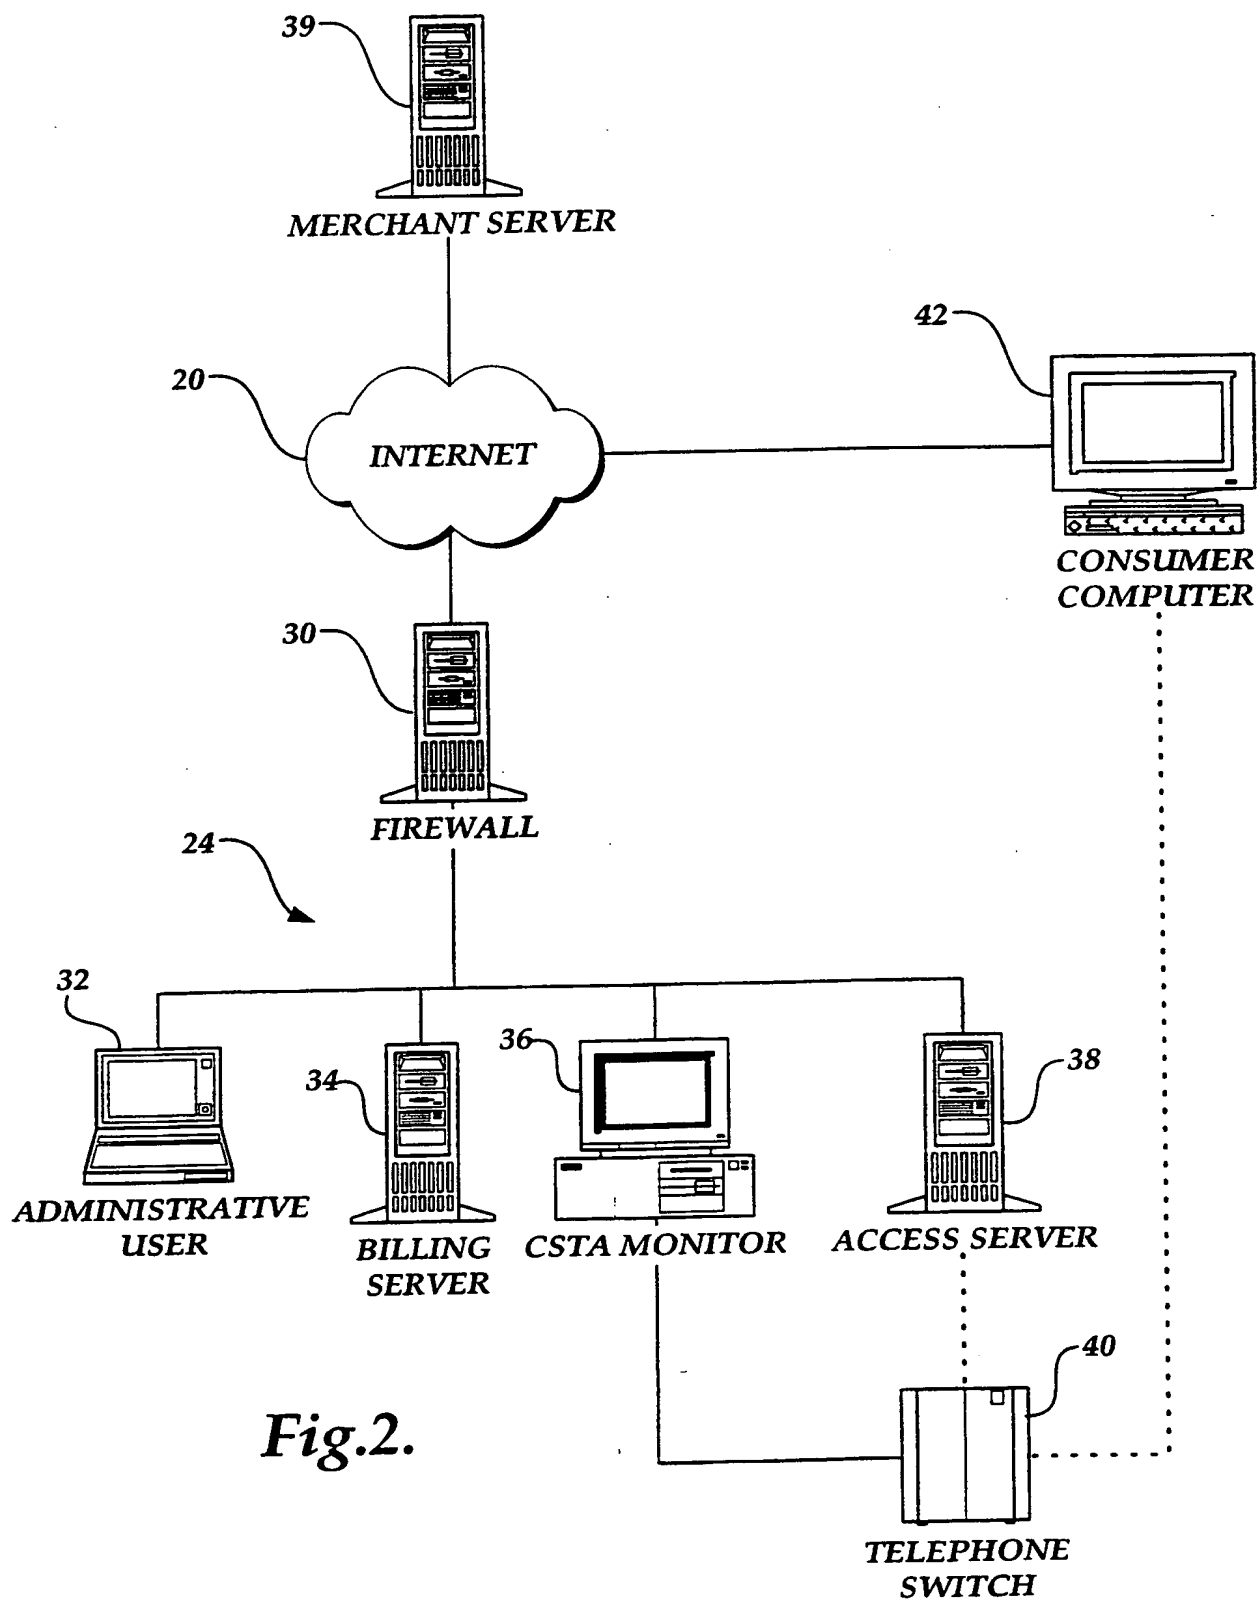 39
MERCHANT SERVER
42
20
INTERNET
CONSUMER
COMPUTER
30
FIREWALL
24
32
36
38
34
ADMINISTRATIVE
USER
BILLING
SERVER
CSTA MONITOR
ACCESS SERVER
40
Fig.2.
TELEPHONE
SWITCH